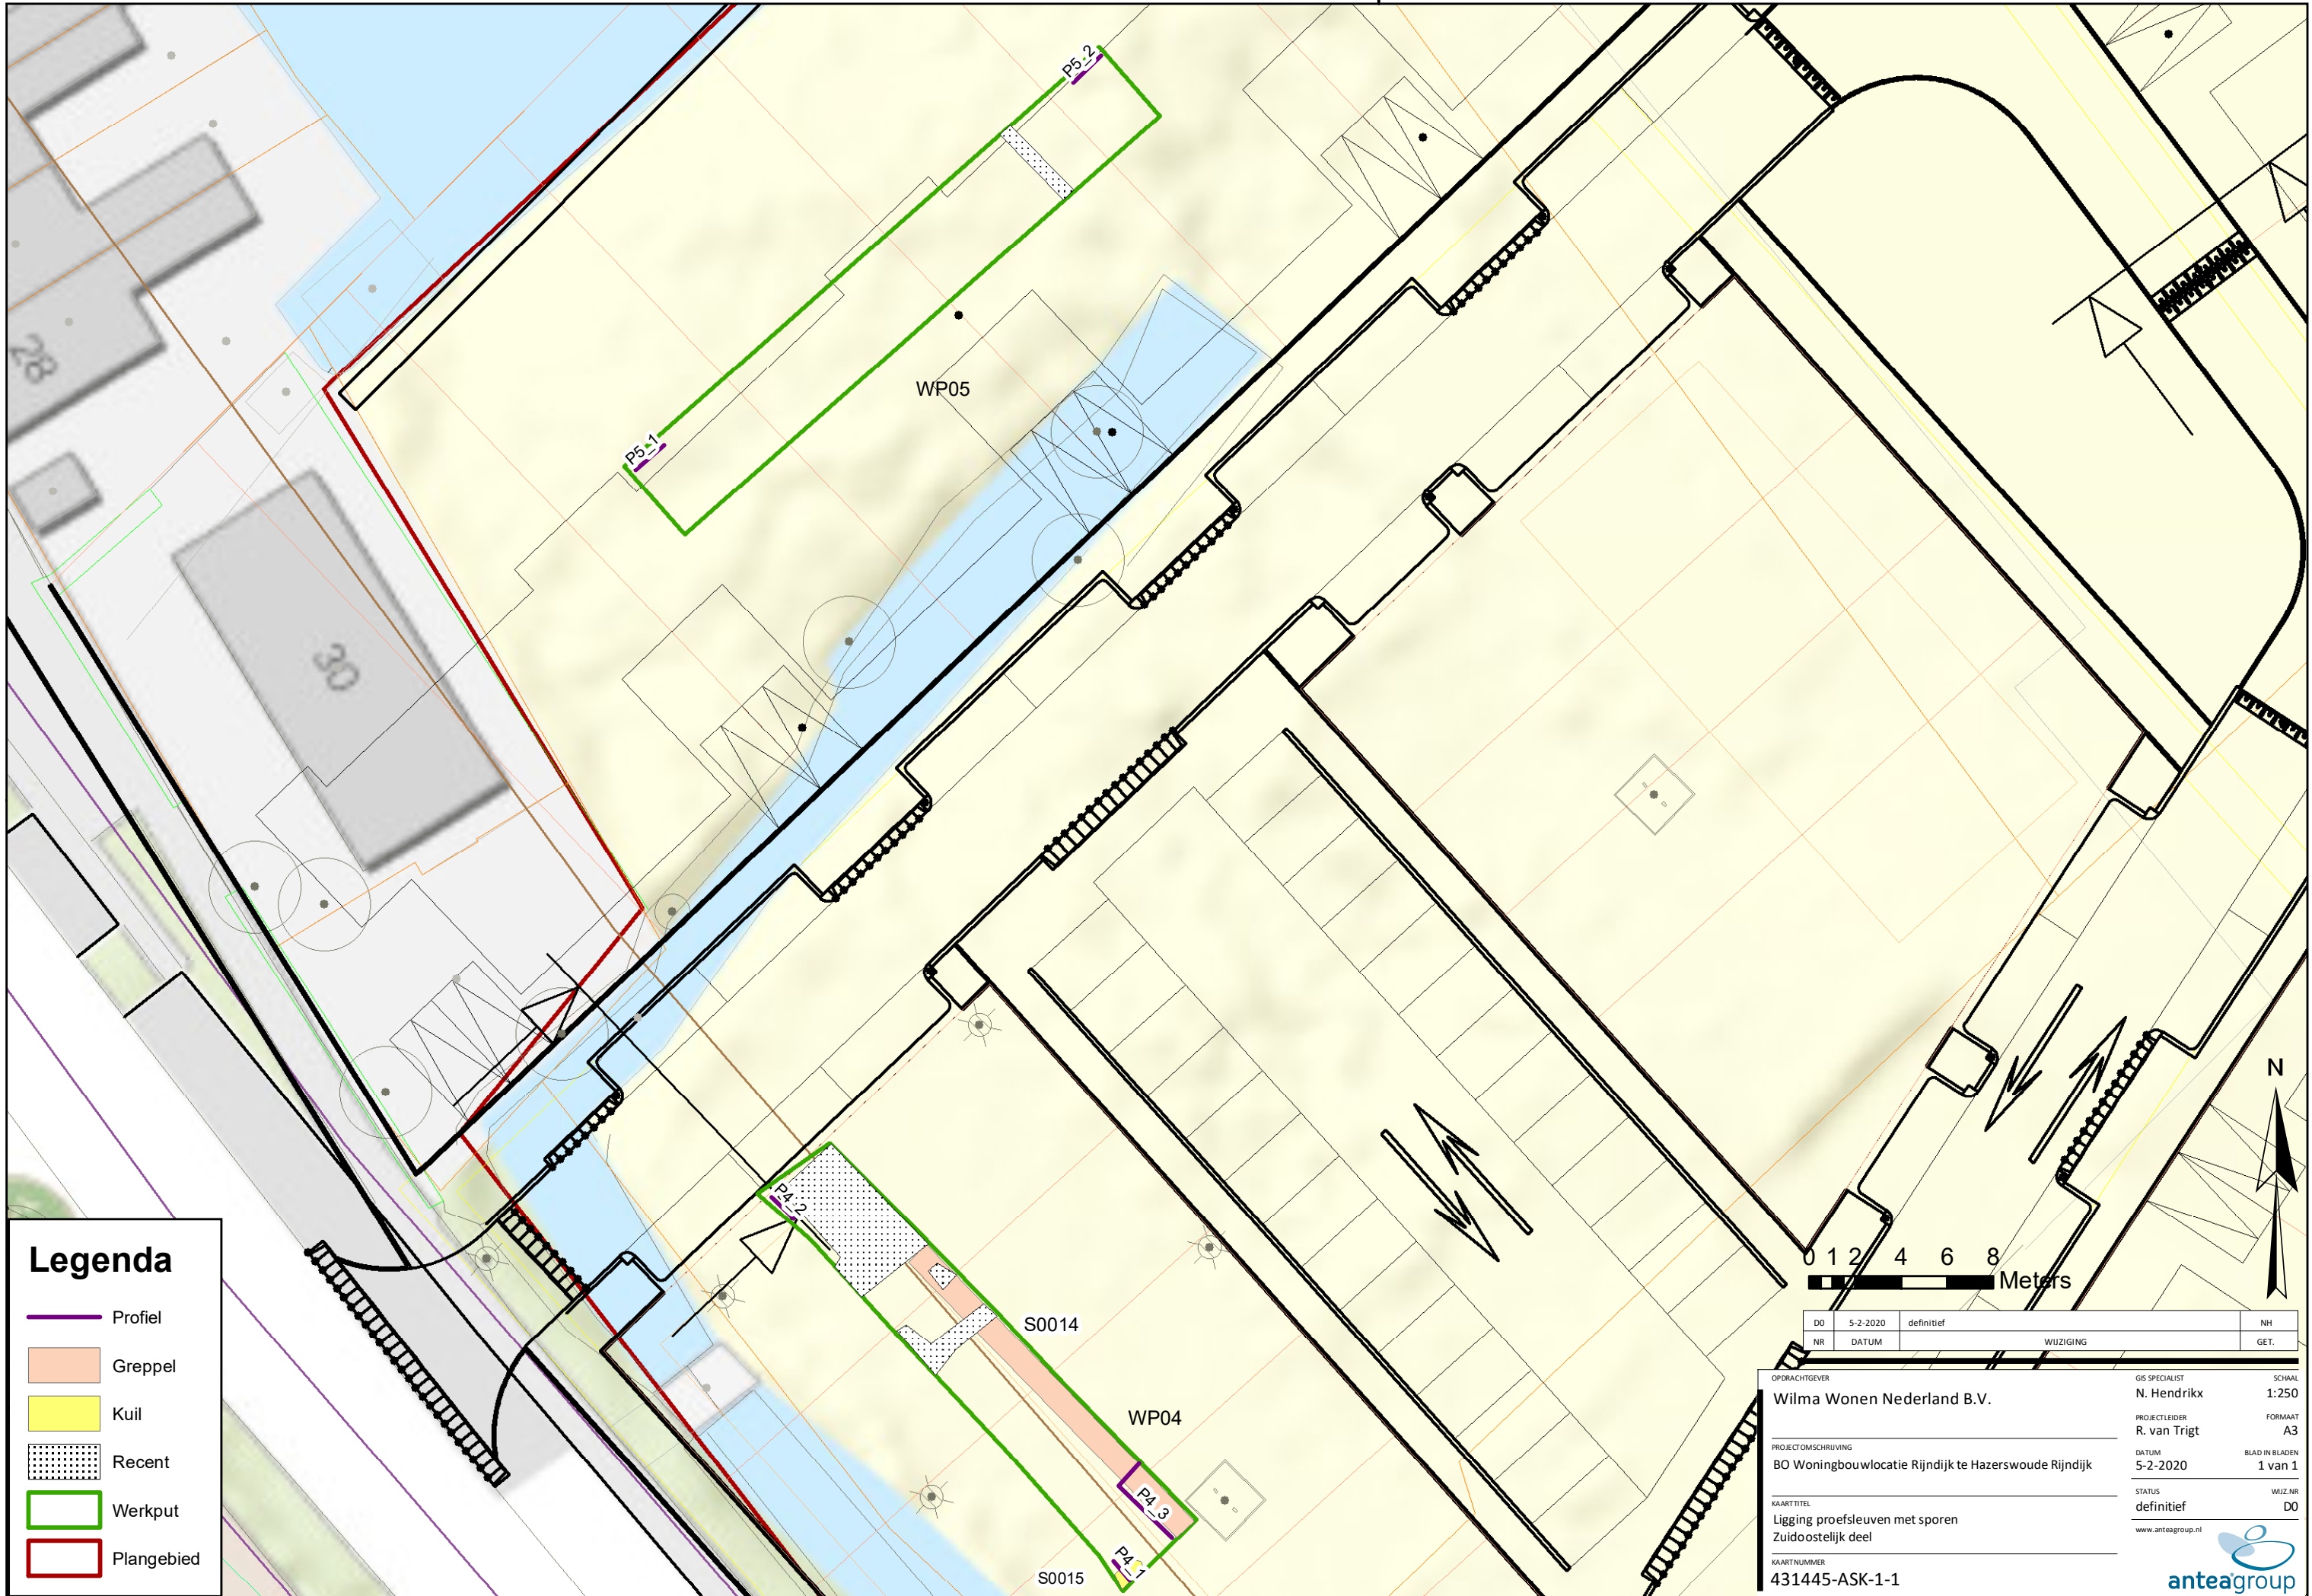 P5_2
28
WP05
P5_1
30
P4_2
S0014
WP04
P4_3
P4_1
S0015
N
0 1 2 4 6 8
Meters
Legenda
Profiel
Greppel
Kuil
Recent
Werkput
Plangebied
D0 5-2-2020 definitief NH
NR DATUM WIJZIGING GET.
OPDRACHTGEVER
Wilma Wonen Nederland B.V.
PROJECTOMSCHRIJVING
BO Woningbouwlocatie Rijndijk te Hazerswoude Rijndijk
KAARTTITEL
Ligging proefsleuven met sporen
Zuidoostelijk deel
KAARTNUMMER
431445-ASK-1-1
GIS SPECIALIST SCHAAL
N. Hendrikx 1:250
PROJECTLEIDER FORMAAT
R. van Trigt A3
DATUM BLAD IN BLADEN
5-2-2020 1 van 1
STATUS WIJZ.NR
definitief D0
www.anteagroup.nl
anteagroup